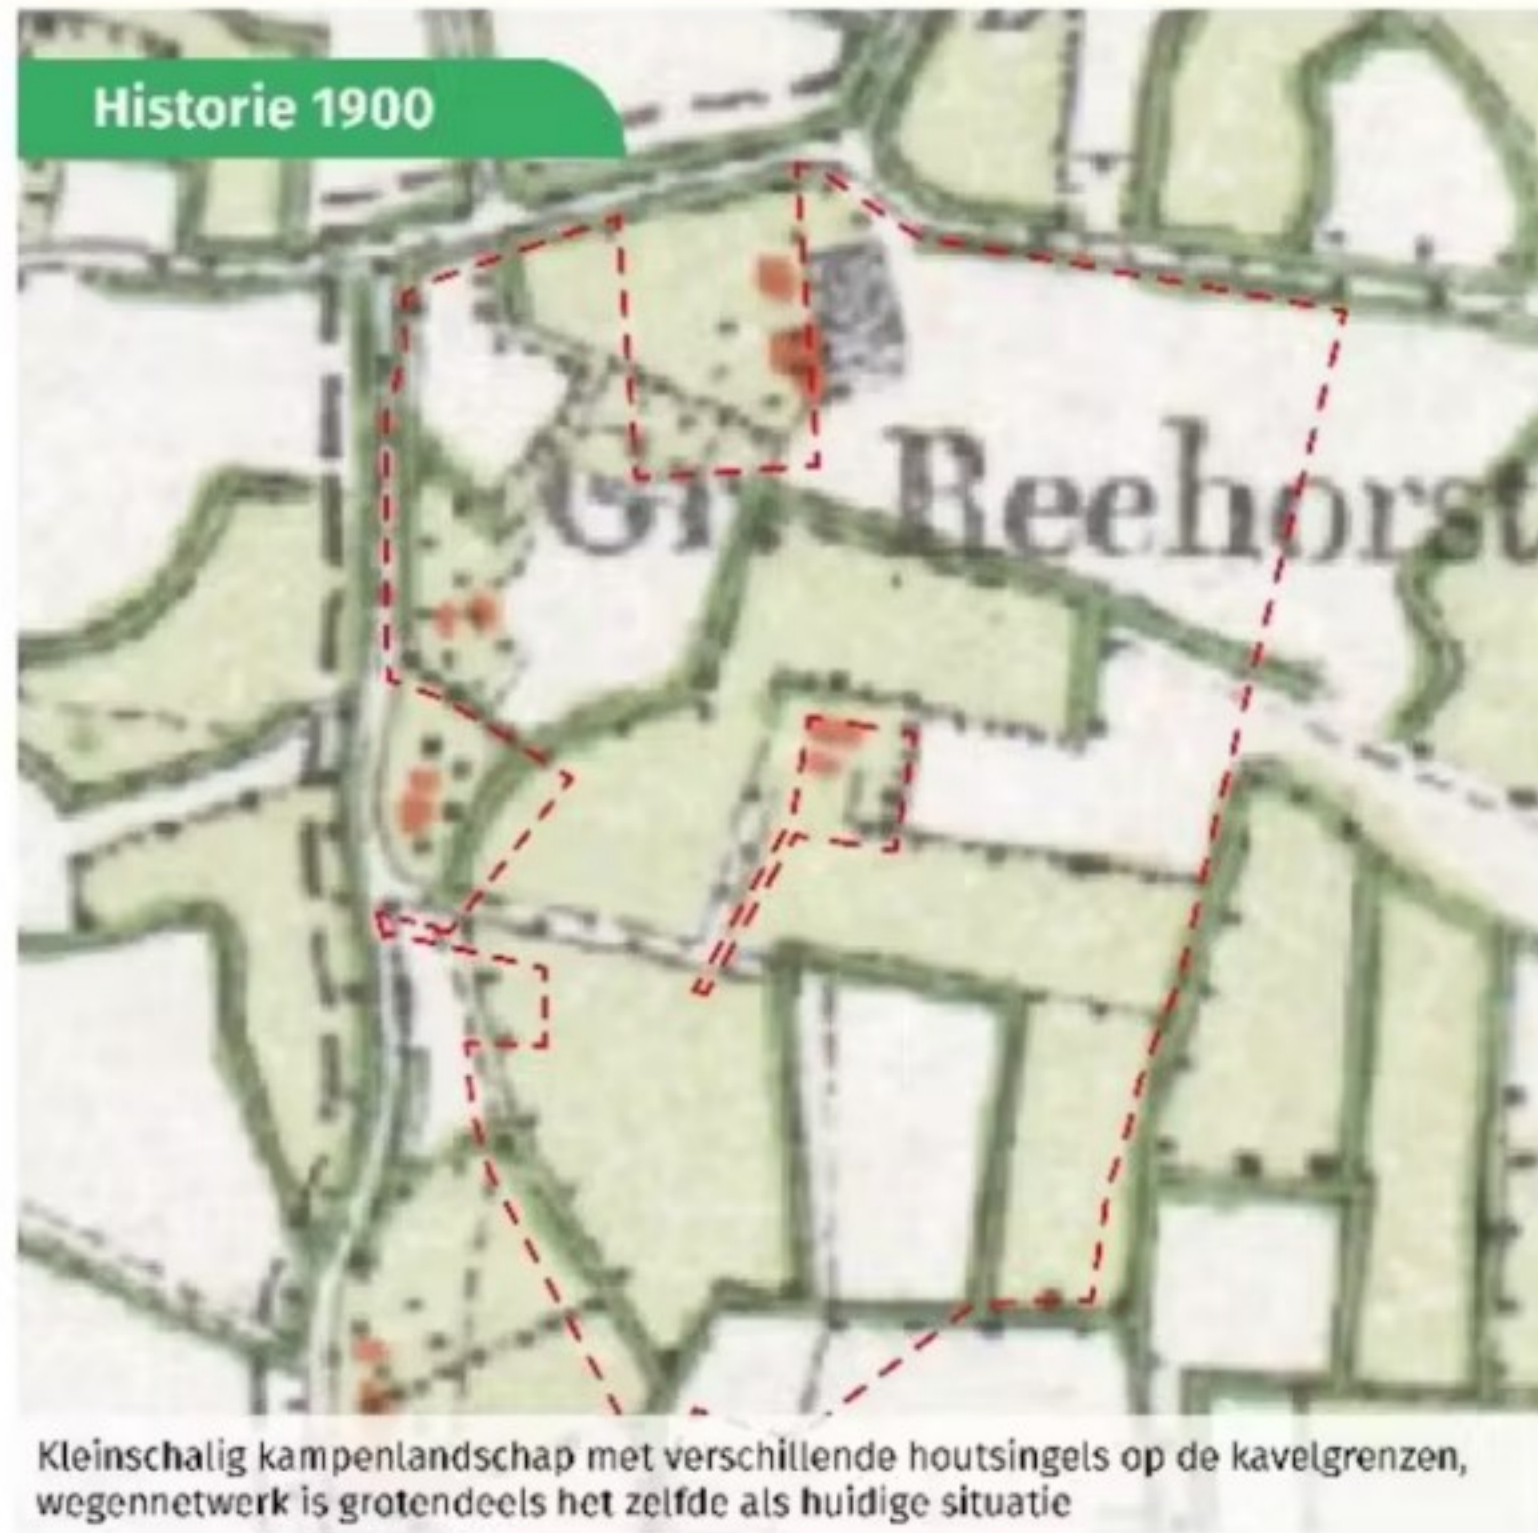 Historie 1900
Gr Reehorst
Kleinschalig kampenlandschap met verschillende houtsingels op de kavelgrenzen,
wegennetwerk is grotendeels het zelfde als huidige situatie